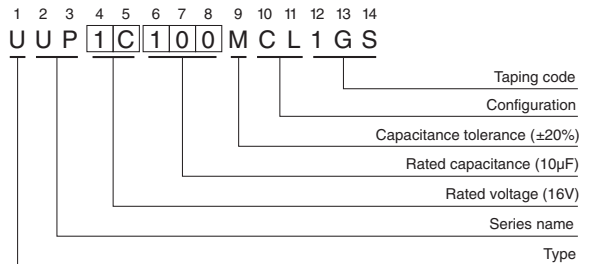 1 2 3 4 5 6 7 8 9 10 11 12 13 14
U U P 1 C 1 0 0 M C L 1 G S
Taping code
Configuration
Capacitance tolerance (±20%)
Rated capacitance (10µF)
Rated voltage (16V)
Series name
Type